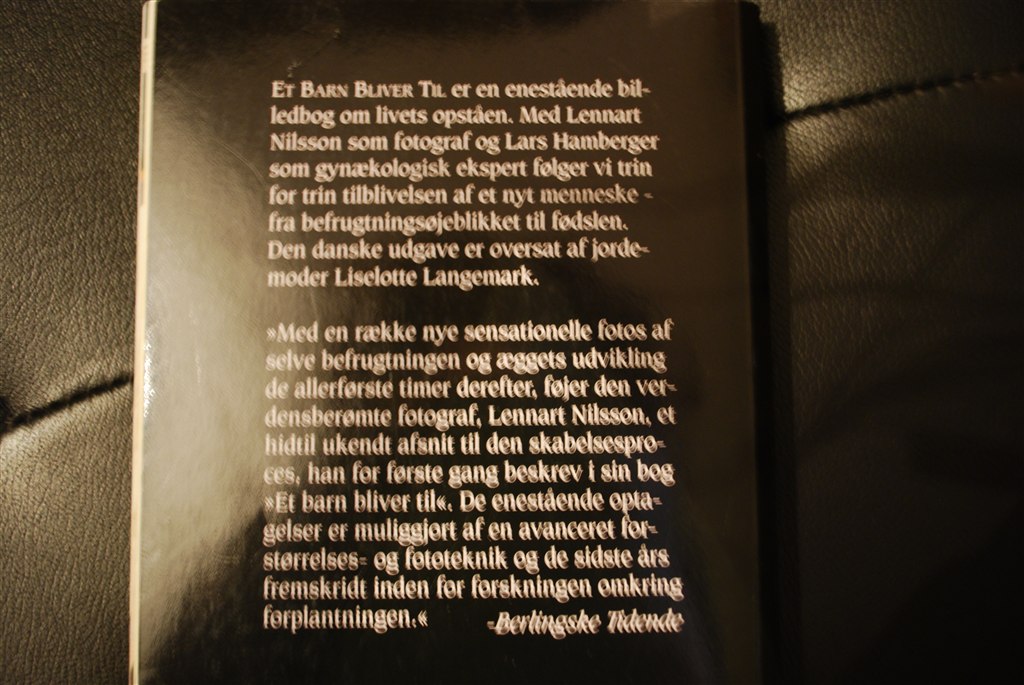 ET BARN BLIVER TIL er en enestående bil-
ledbog om livets opståen. Med Lennart
Nilsson som fotograf og Lars Hamberger
som gynækologisk ekspert følger vi trin
for trin tilblivelsen af et nyt menneske -
fra befrugtningsøjeblikket til fødslen.
Den danske udgave er oversat af jorde-
moder Liselotte Langemark.
»Med en række nye sensationelle fotos af
selve befrugtningen og æggets udvikling
de allerførste timer derefter, føjer den ver-
densberømte fotograf, Lennart Nilsson, et
hidtil ukendt afsnit til den skabelsespro-
ces, han for første gang beskrev i sin bog
»Et barn bliver til«. De enestående opta-
gelser er muliggjort af en avanceret for-
størrelses- og fototeknik og de sidste års
fremskridt inden for forskningen omkring
forplantningen.« -Berlingske Tidende